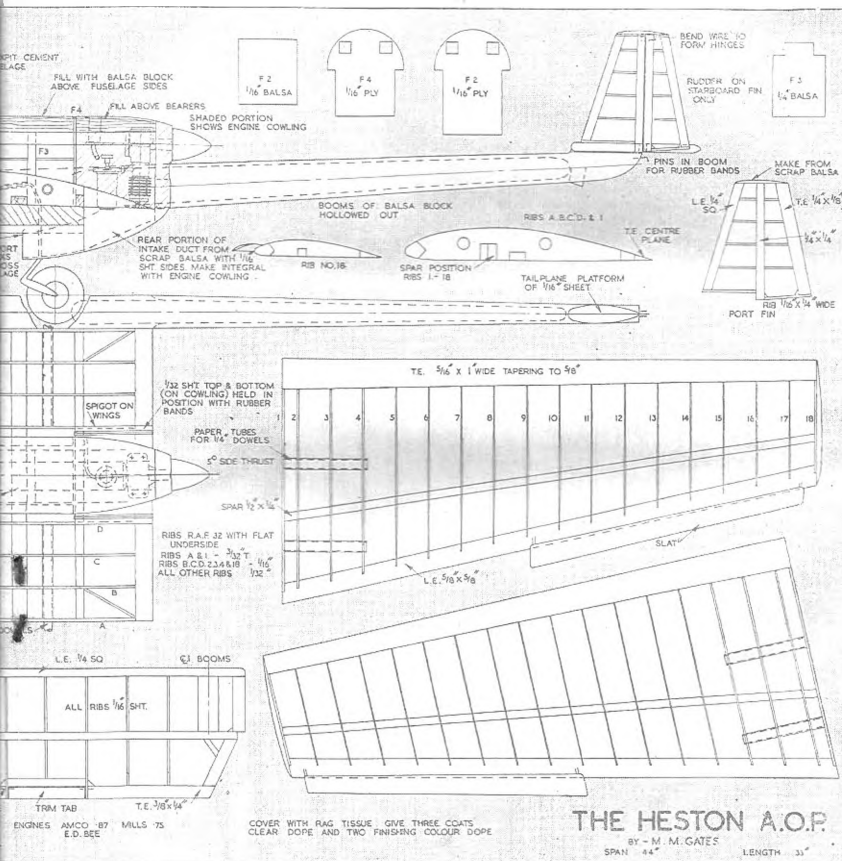 CEMENT
FILL WITH BALSA BLOCK
ABOVE FUSELAGE SIDES
F4
FILL ABOVE BEARERS
SHADED PORTION
SHOWS ENGINE COWLING
F3
F 2
1/16" BALSA
F 4
1/16" PLY
F 2
1/16" PLY
BEND WIRE TO
FORM HINGES
RUDDER ON
STARBOARD FIN
ONLY
F 3
1/4" BALSA
PINS IN BOOM
FOR RUBBER BANDS
MAKE FROM
SCRAP BALSA
L.E. 1/4"
SQ.
T.E. 1/4" X 1/8"
1/4" X 1/4"
RIB 1/16" X 1/4" WIDE
PORT FIN
BOOMS OF BALSA BLOCK
HOLLOWED OUT
RIBS A.B.C.D. & 1
T.E. CENTRE
PLANE
REAR PORTION OF
INTAKE DUCT FROM
SCRAP BALSA WITH 1/16"
SHT SIDES. MAKE INTEGRAL
WITH ENGINE COWLING
RIB NO. 18
SPAR POSITION
RIBS 1 - 18
TAILPLANE PLATFORM
OF 1/16" SHEET
1/32 SHT TOP & BOTTOM
(ON COWLING) HELD IN
POSITION WITH RUBBER
BANDS
SPIGOT ON
WINGS
PAPER TUBES
FOR 1/4" DOWELS
5° SIDE THRUST
T.E. 5/16" X 1" WIDE TAPERING TO 5/8"
1 2 3 4 5 6 7 8 9 10 11 12 13 14 15 16 17 18
SPAR 1/2" X 1/4"
SLAT
L.E. 5/8" X 5/8"
RIBS R.A.F 32 WITH FLAT
UNDERSIDE
RIBS A & 1 - 3/32" T
RIBS B.C.D. 2.3.4 & 18 - 1/16"
ALL OTHER RIBS 1/32"
D
C
B
A
L.E. 1/4 SQ
BOOMS
ALL RIBS 1/16" SHT.
TRIM TAB
T.E. 3/8" X 1/4"
ENGINES AMCO ·87 MILLS ·75
E.D. BEE
COVER WITH RAG TISSUE GIVE THREE COATS
CLEAR DOPE AND TWO FINISHING COLOUR DOPE
THE HESTON A.O.P.
BY - M. M. GATES
SPAN 44" LENGTH 33"